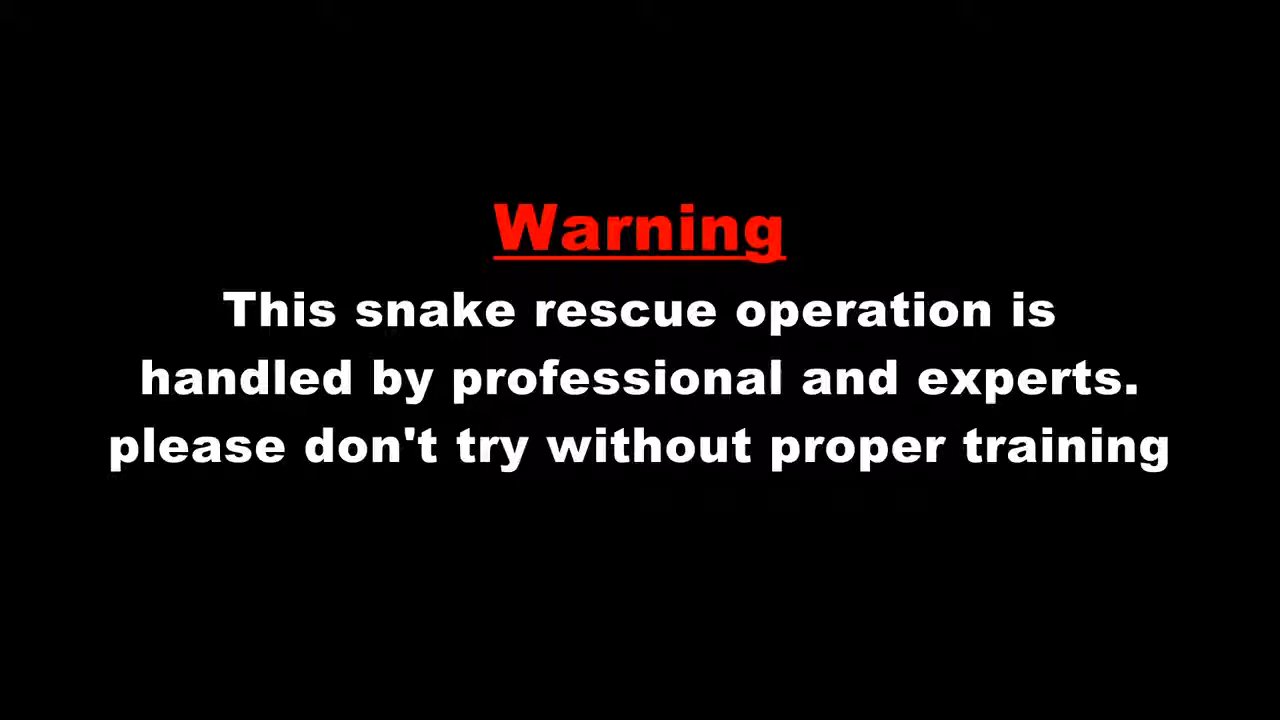 Warning
This snake rescue operation is
handled by professional and experts.
please don't try without proper training